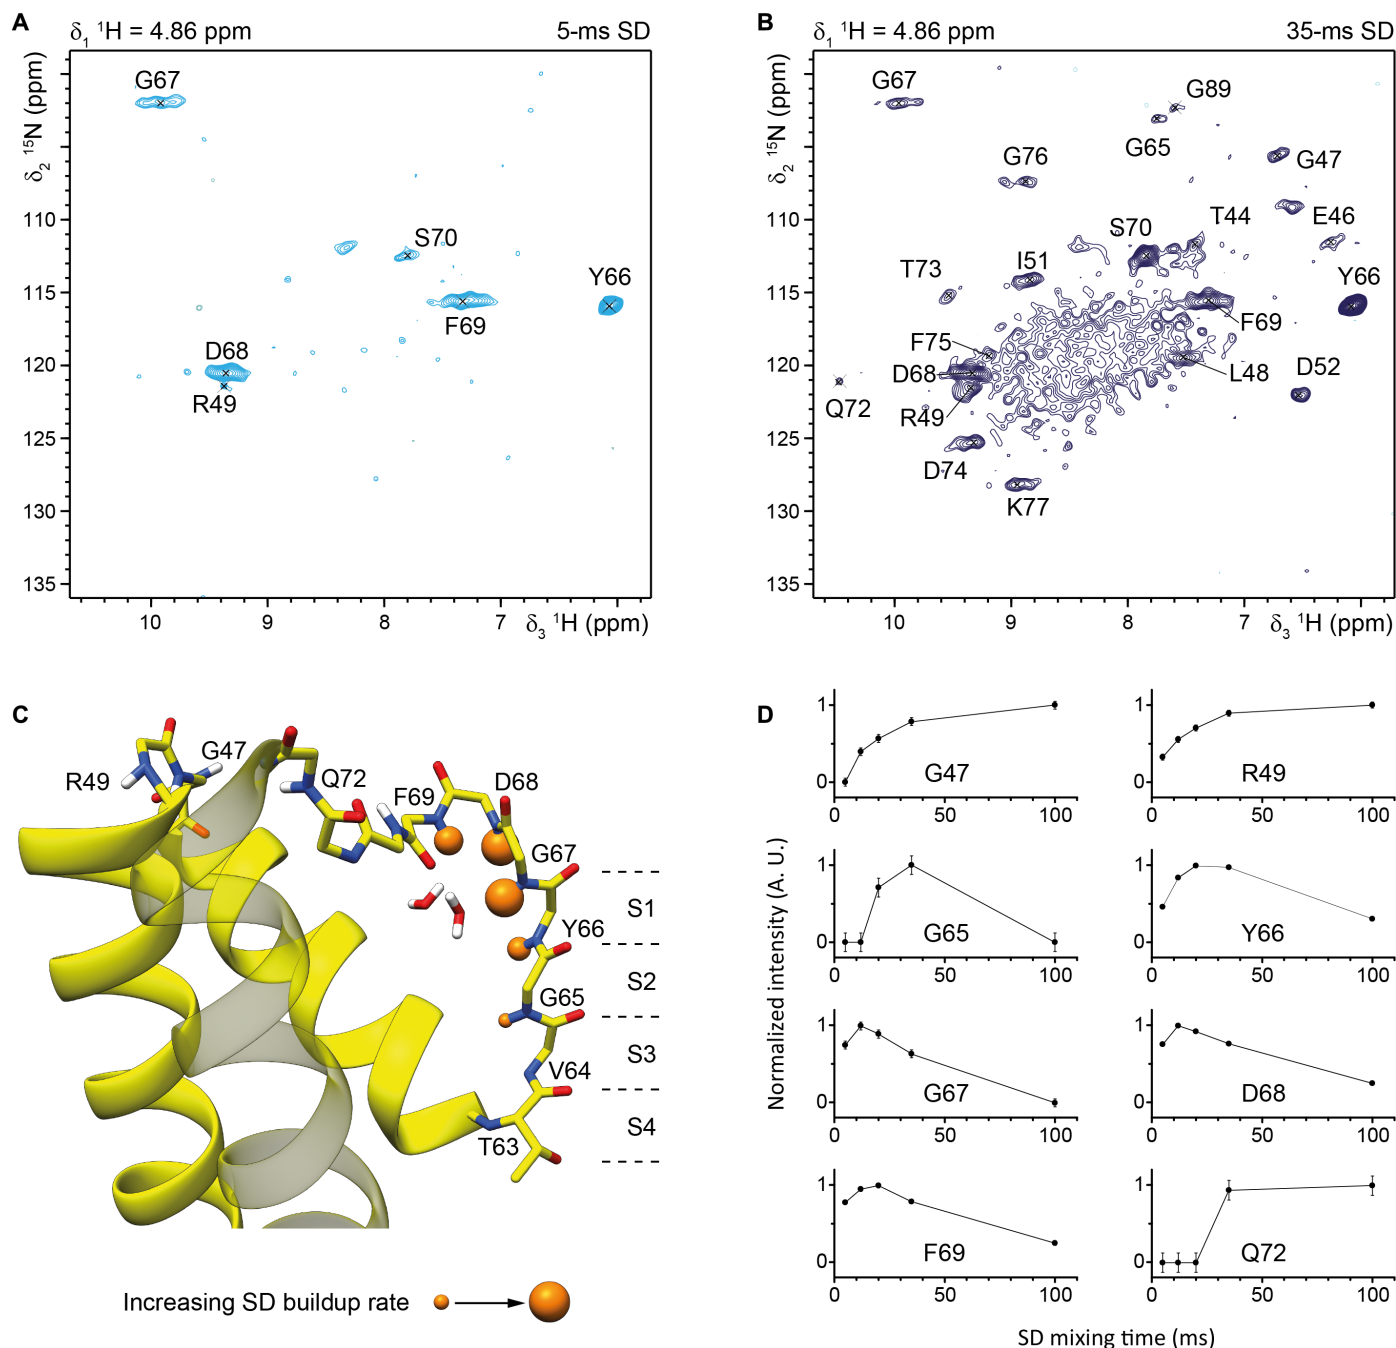 A
δ1 ¹H = 4.86 ppm
5-ms SD
δ2 ¹⁵N (ppm)
110
115
120
125
130
135
G67
S70
Y66
F69
D68
R49
10
9
8
7
δ3 ¹H (ppm)
B
δ1 ¹H = 4.86 ppm
35-ms SD
δ2 ¹⁵N (ppm)
110
115
120
125
130
135
G67
G89
G65
G76
G47
T44
E46
S70
T73
I51
Y66
F69
F75
D68
L48
D52
Q72
R49
D74
K77
10
9
8
7
δ3 ¹H (ppm)
C
G47
R49
Q72
F69
D68
G67
S1
Y66
S2
G65
S3
V64
S4
T63
Increasing SD buildup rate
D
Normalized intensity (A. U.)
1
0
G47
0
50
100
1
0
R49
0
50
100
1
0
G65
0
50
100
1
0
Y66
0
50
100
1
0
G67
0
50
100
1
0
D68
0
50
100
1
0
F69
0
50
100
1
0
Q72
0
50
100
SD mixing time (ms)